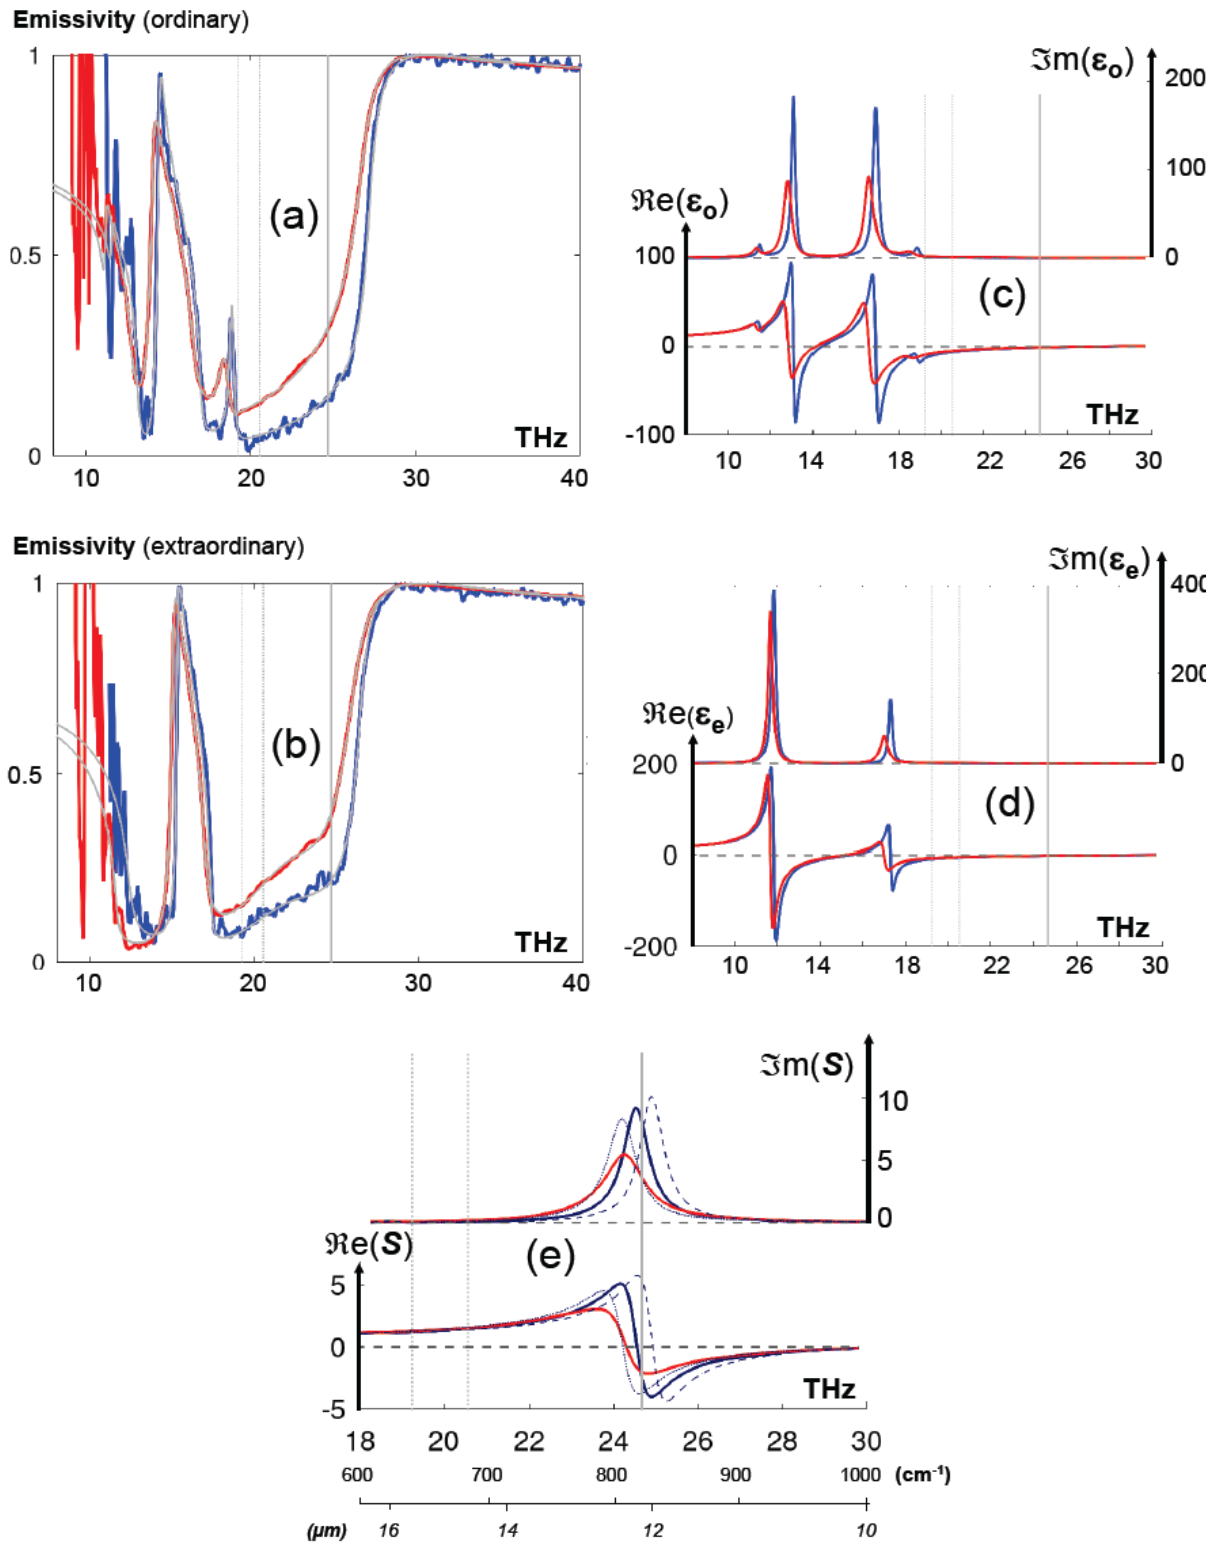 Emissivity (ordinary)
1
0.5
0
(a)
THz
10 20 30 40
ℑm(εo)
200
100
0
ℜe(εo)
100
0
-100
(c)
THz
10 14 18 22 26 30
Emissivity (extraordinary)
1
0.5
0
(b)
THz
10 20 30 40
ℑm(εe)
400
200
0
ℜe(εe)
200
0
-200
(d)
THz
10 14 18 22 26 30
ℑm(S)
10
5
0
ℜe(S)
5
0
-5
(e)
THz
18 20 22 24 26 28 30
600 700 800 900 1000 (cm-1)
(μm) 16 14 12 10